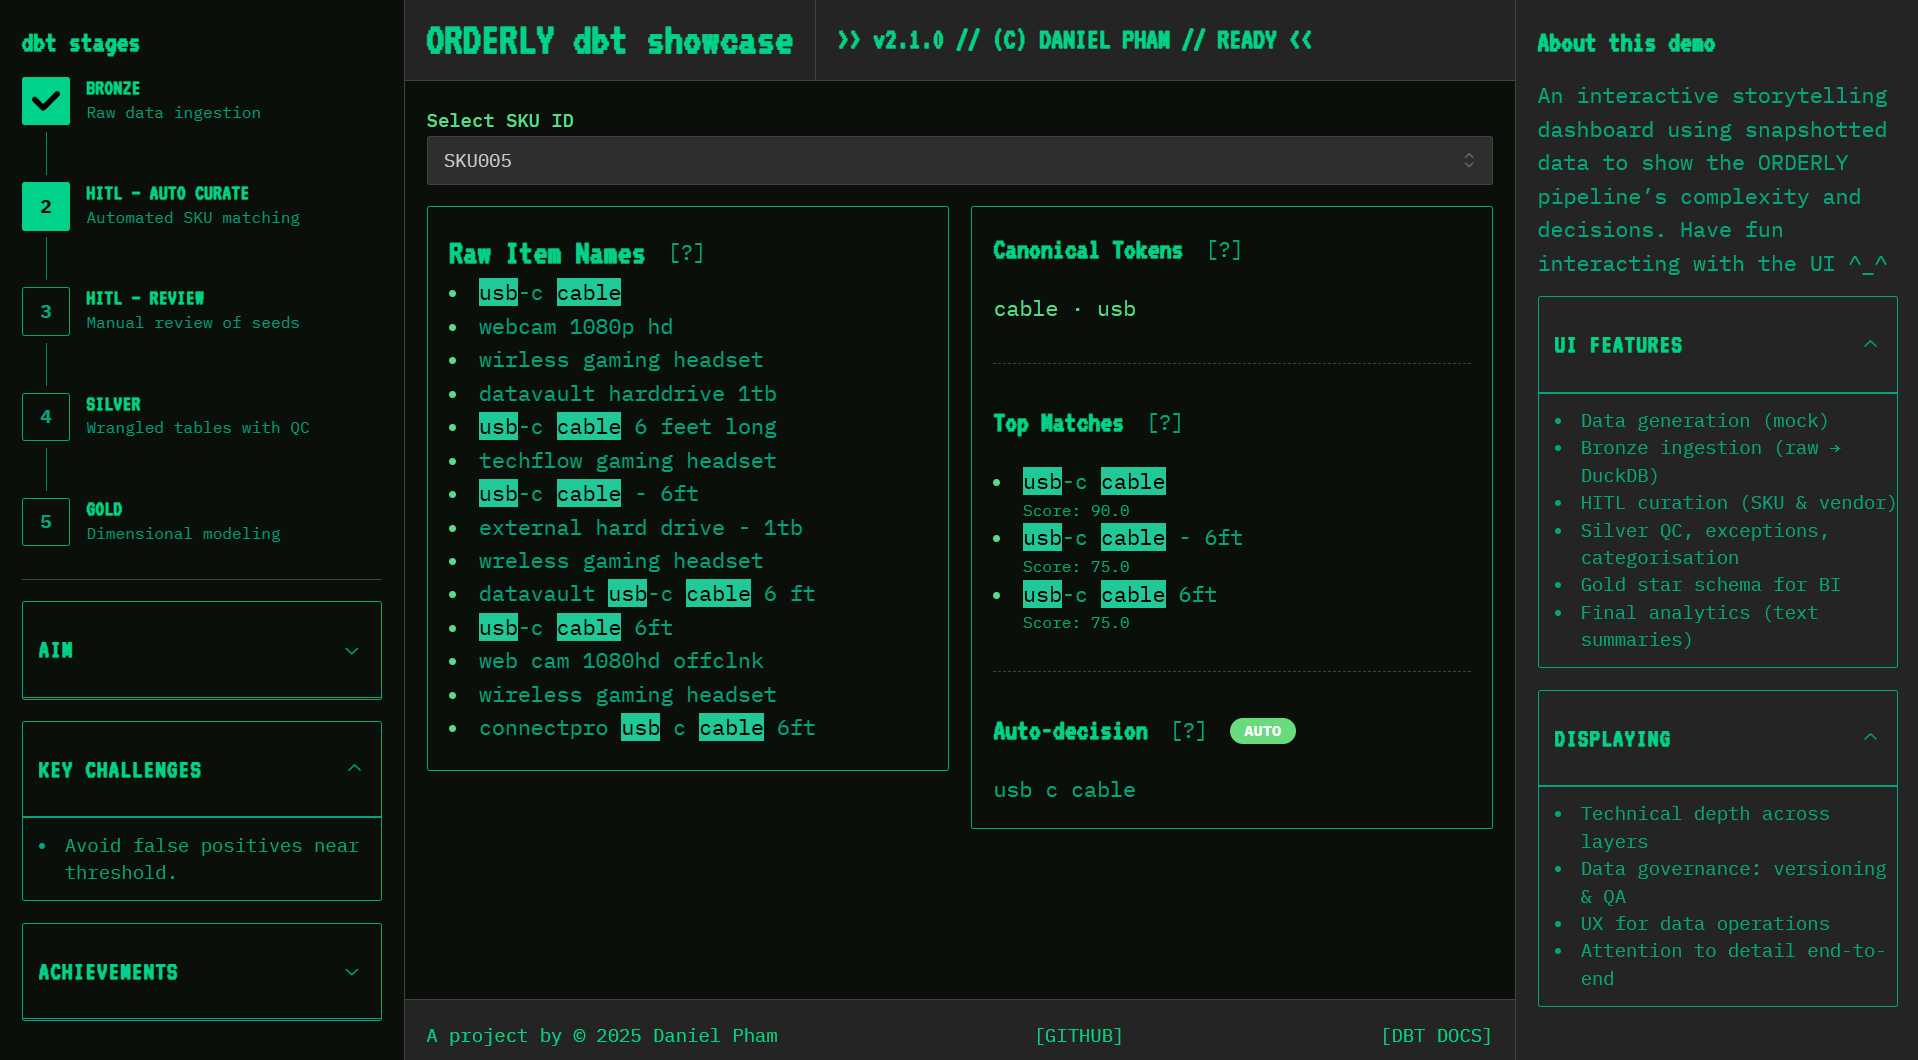 dbt stages
BRONZE
Raw data ingestion
2
HITL - AUTO CURATE
Automated SKU matching
3
HITL - REVIEW
Manual review of seeds
4
SILVER
Wrangled tables with QC
5
GOLD
Dimensional modeling
AIM
KEY CHALLENGES
• Avoid false positives near
threshold.
ACHIEVEMENTS
ORDERLY dbt showcase
>> v2.1.0 // (C) DANIEL PHAM // READY <<
Select SKU ID
SKU005
Raw Item Names [?]
• usb-c cable
• webcam 1080p hd
• wirless gaming headset
• datavault harddrive 1tb
• usb-c cable 6 feet long
• techflow gaming headset
• usb-c cable - 6ft
• external hard drive - 1tb
• wreless gaming headset
• datavault usb-c cable 6 ft
• usb-c cable 6ft
• web cam 1080hd offclnk
• wireless gaming headset
• connectpro usb c cable 6ft
Canonical Tokens [?]
cable · usb
Top Matches [?]
• usb-c cable
Score: 90.0
• usb-c cable - 6ft
Score: 75.0
• usb-c cable 6ft
Score: 75.0
Auto-decision [?] AUTO
usb c cable
A project by © 2025 Daniel Pham
[GITHUB]
[DBT DOCS]
About this demo
An interactive storytelling
dashboard using snapshotted
data to show the ORDERLY
pipeline’s complexity and
decisions. Have fun
interacting with the UI ^_^
UI FEATURES
• Data generation (mock)
• Bronze ingestion (raw →
DuckDB)
• HITL curation (SKU & vendor)
• Silver QC, exceptions,
categorisation
• Gold star schema for BI
• Final analytics (text
summaries)
DISPLAYING
• Technical depth across
layers
• Data governance: versioning
& QA
• UX for data operations
• Attention to detail end-to-
end